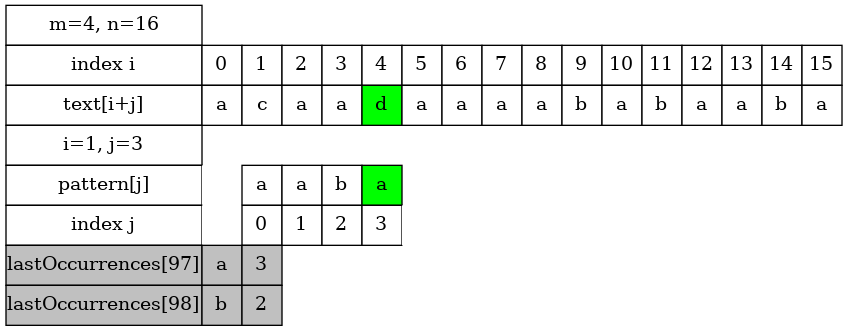 m=4, n=16
index i 0 1 2 3 4 5 6 7 8 9 10 11 12 13 14 15
text[i+j] a c a a d a a a a b a b a a b a
i=1, j=3
pattern[j] a a b a
index j 0 1 2 3
lastOccurrences[97] a 3
lastOccurrences[98] b 2